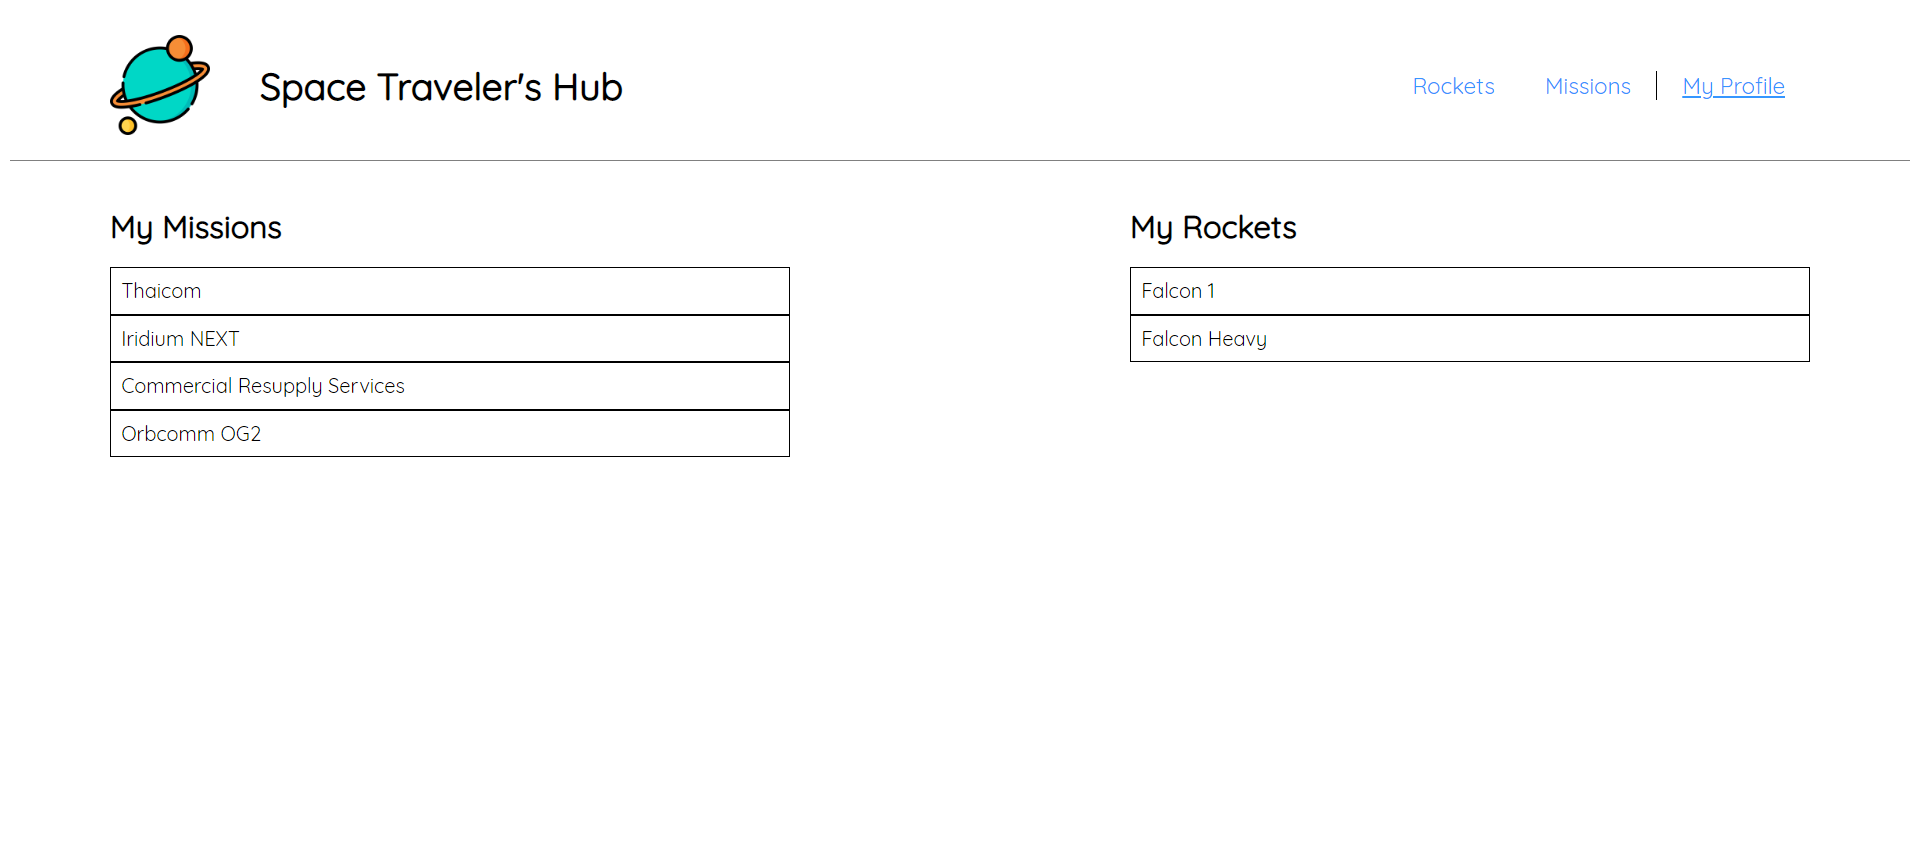 Space Traveler's Hub
Rockets
Missions
My Profile
My Missions
Thaicom
Iridium NEXT
Commercial Resupply Services
Orbcomm OG2
My Rockets
Falcon 1
Falcon Heavy